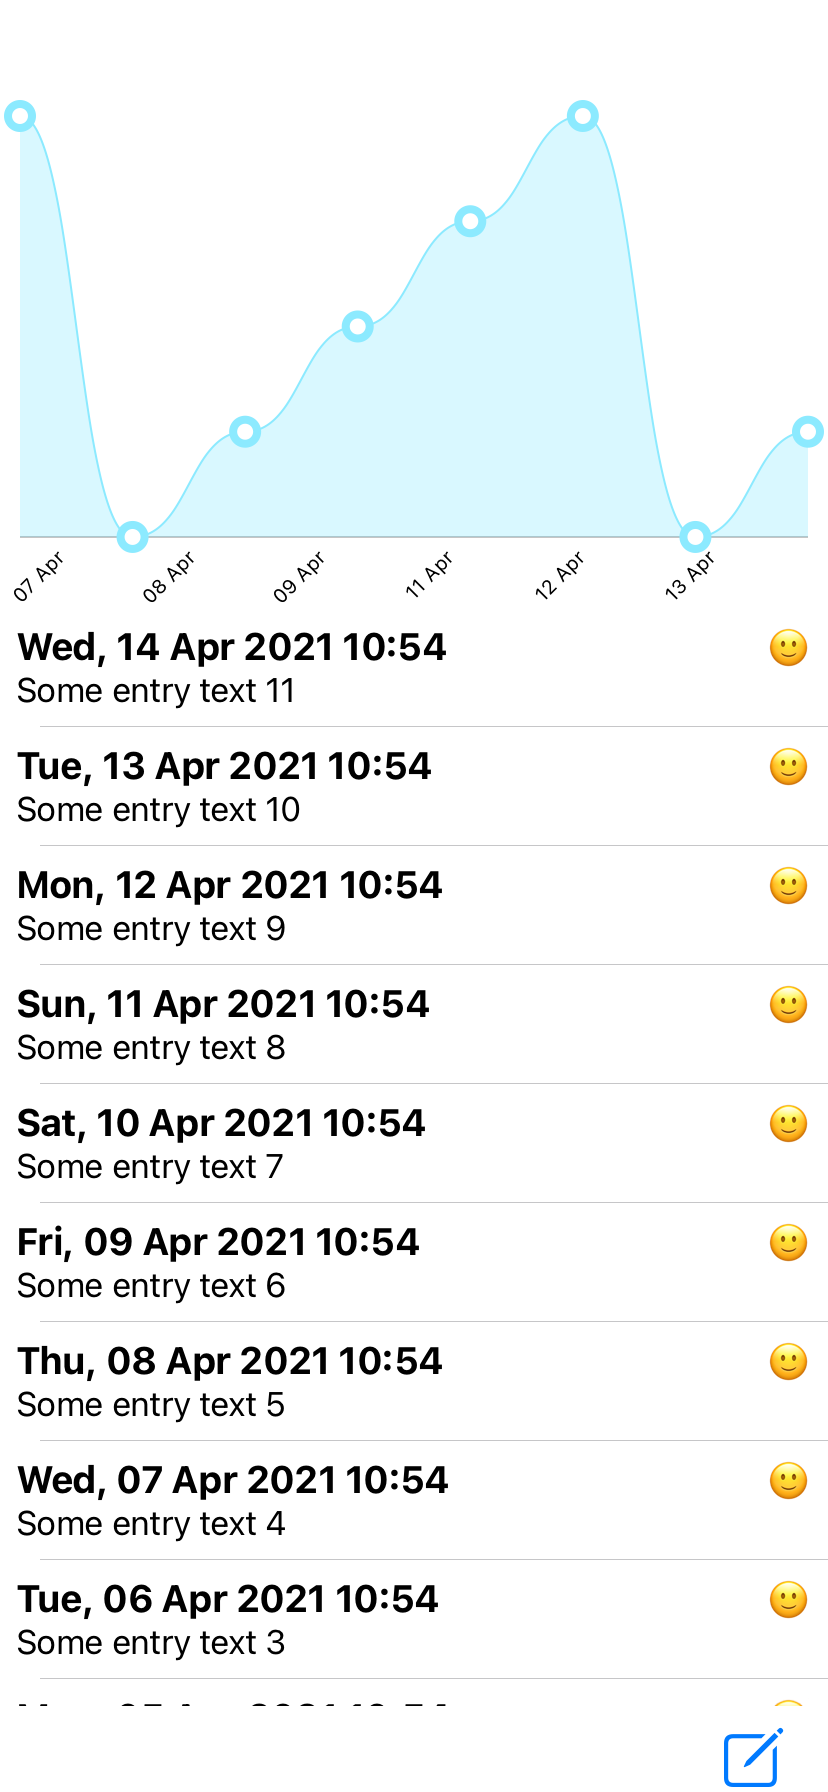 07 Apr
08 Apr
09 Apr
11 Apr
12 Apr
13 Apr
Wed, 14 Apr 2021 10:54
Some entry text 11
Tue, 13 Apr 2021 10:54
Some entry text 10
Mon, 12 Apr 2021 10:54
Some entry text 9
Sun, 11 Apr 2021 10:54
Some entry text 8
Sat, 10 Apr 2021 10:54
Some entry text 7
Fri, 09 Apr 2021 10:54
Some entry text 6
Thu, 08 Apr 2021 10:54
Some entry text 5
Wed, 07 Apr 2021 10:54
Some entry text 4
Tue, 06 Apr 2021 10:54
Some entry text 3